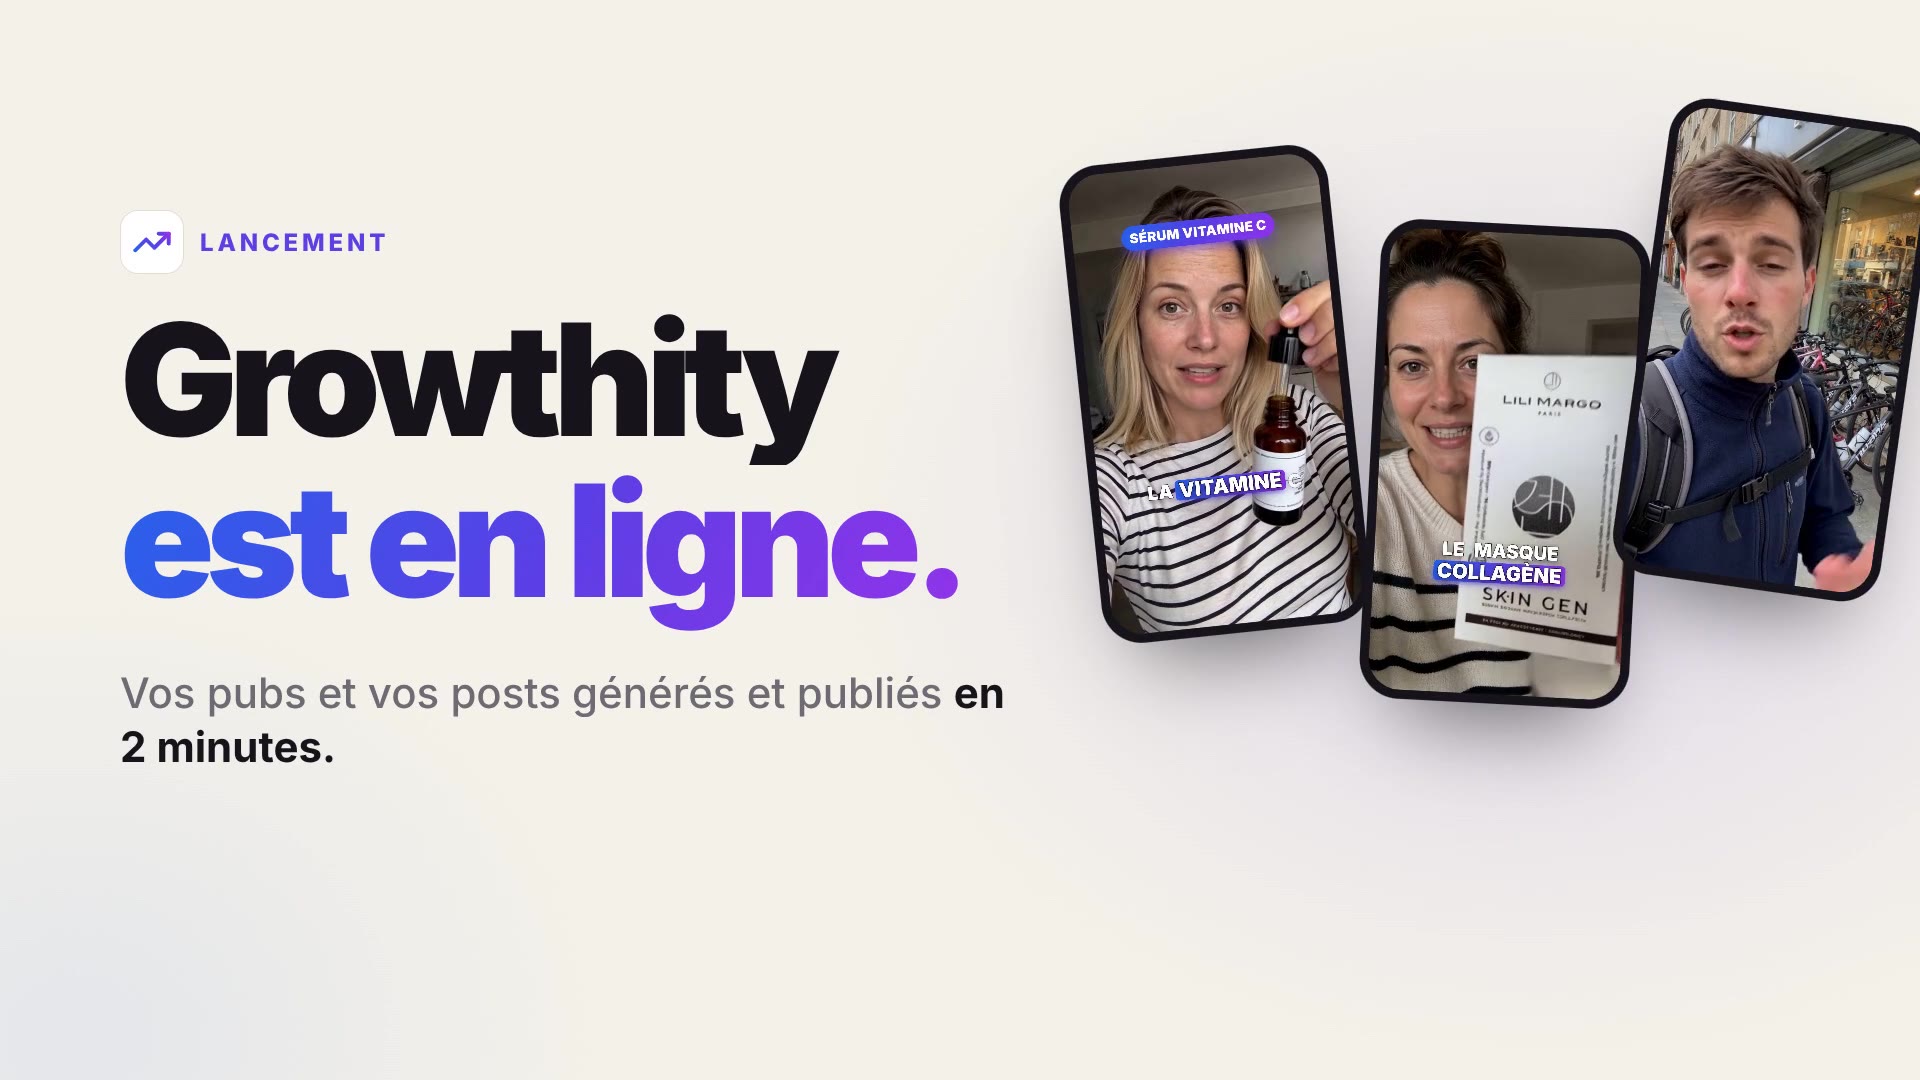 LANCEMENT
Growthity
est en ligne.
Vos pubs et vos posts générés et publiés en
2 minutes.
SÉRUM VITAMINE C
LA VITAMINE C
LILI MARGO
PARIS
LE MASQUE
COLLAGÈNE
SKIN GEN